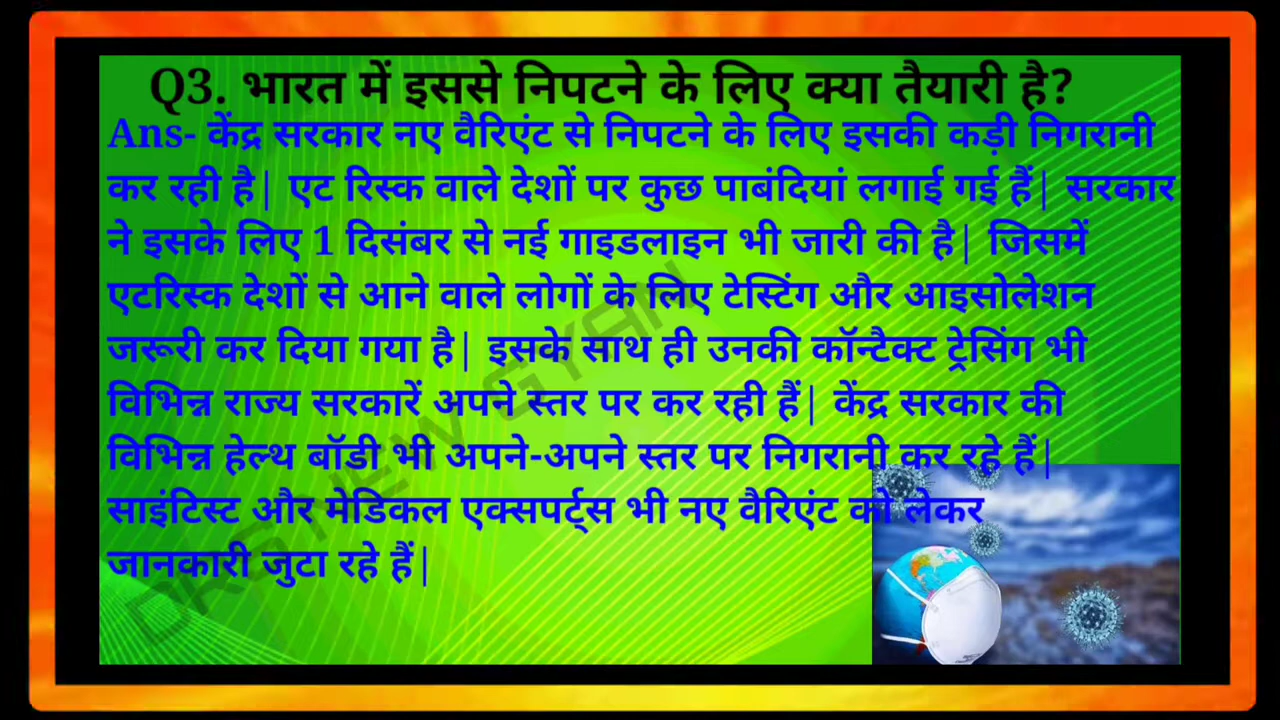 Q3. भारत में इससे निपटने के लिए क्या तैयारी है?
Ans- केंद्र सरकार नए वैरिएंट से निपटने के लिए इसकी कड़ी निगरानी
कर रही है| एट रिस्क वाले देशों पर कुछ पाबंदियां लगाई गई हैं| सरकार
ने इसके लिए 1 दिसंबर से नई गाइडलाइन भी जारी की है| जिसमें
एटरिस्क देशों से आने वाले लोगों के लिए टेस्टिंग और आइसोलेशन
जरूरी कर दिया गया है| इसके साथ ही उनकी कॉन्टैक्ट ट्रेसिंग भी
विभिन्न राज्य सरकारें अपने स्तर पर कर रही हैं| केंद्र सरकार की
विभिन्न हेल्थ बॉडी भी अपने-अपने स्तर पर निगरानी कर रहे हैं|
साइंटिस्ट और मेडिकल एक्सपर्ट्स भी नए वैरिएंट को लेकर
जानकारी जुटा रहे हैं|
NEW GYAN